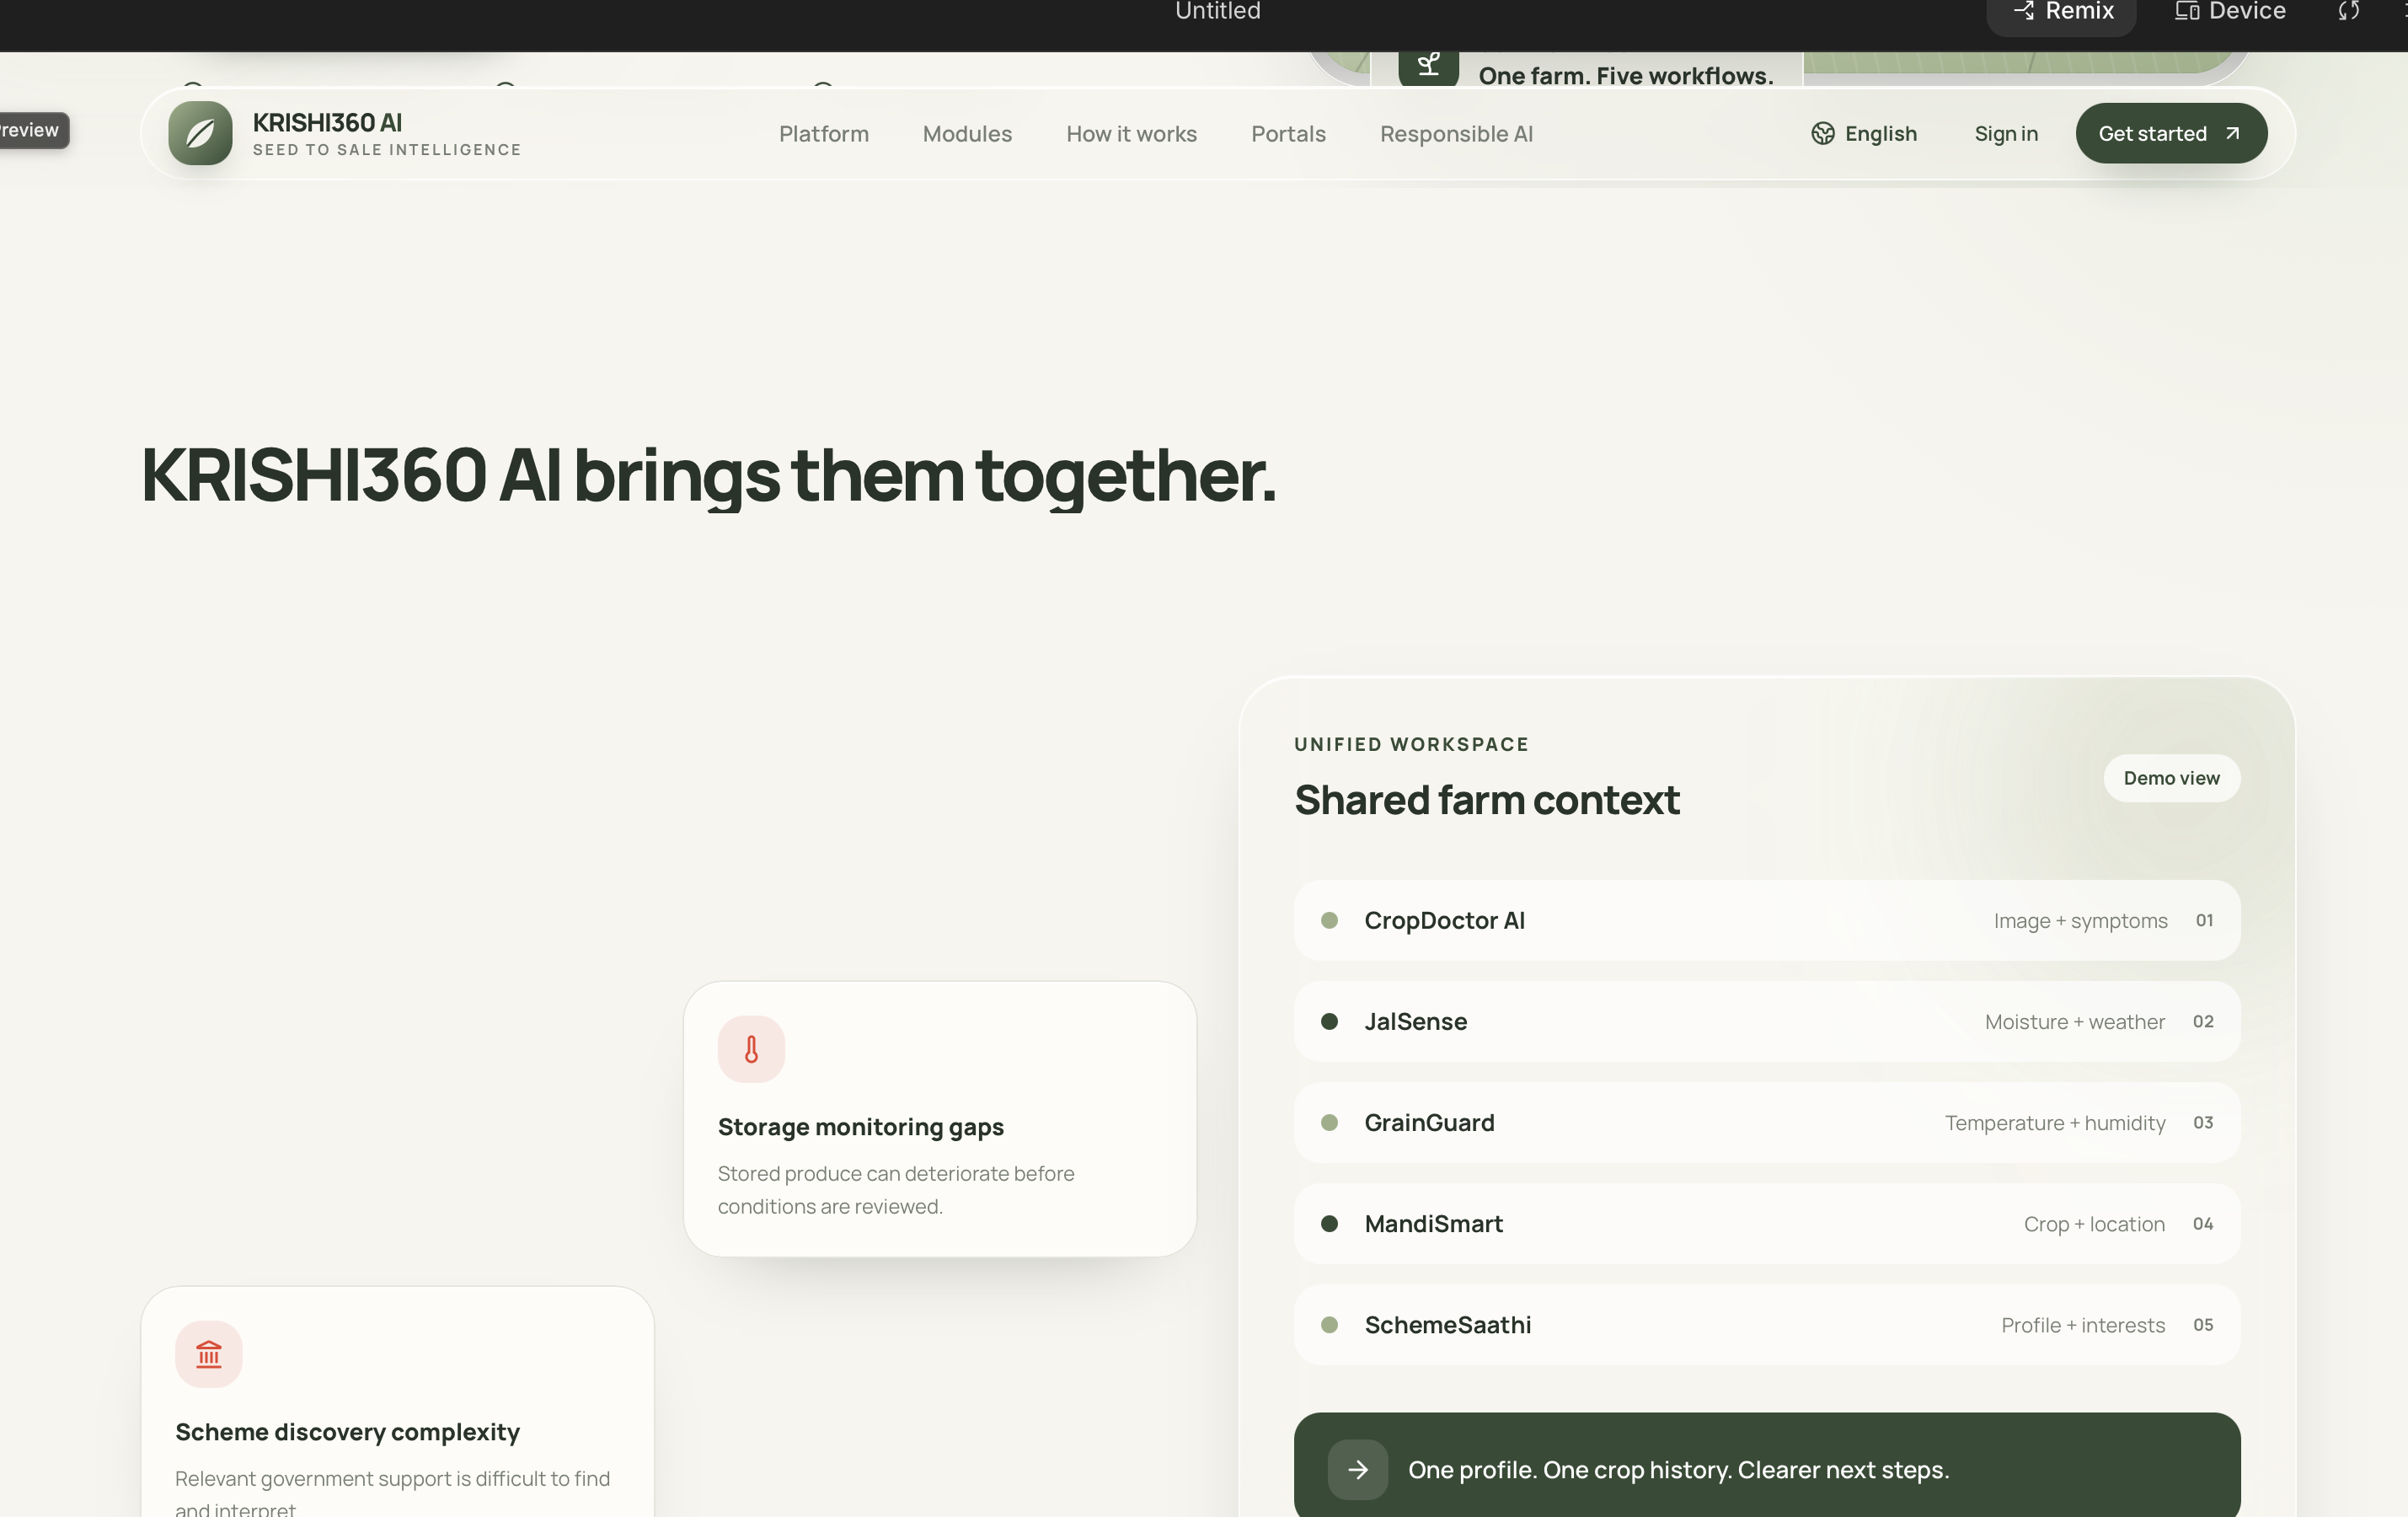 Untitled
Remix
Device
One farm. Five workflows.
Preview
KRISHI360 AI
SEED TO SALE INTELLIGENCE
Platform
Modules
How it works
Portals
Responsible AI
English
Sign in
Get started
KRISHI360 AI brings them together.
UNIFIED WORKSPACE
Shared farm context
Demo view
CropDoctor AI
Image + symptoms
01
JalSense
Moisture + weather
02
GrainGuard
Temperature + humidity
03
MandiSmart
Crop + location
04
SchemeSaathi
Profile + interests
05
One profile. One crop history. Clearer next steps.
Storage monitoring gaps
Stored produce can deteriorate before
conditions are reviewed.
Scheme discovery complexity
Relevant government support is difficult to find
and interpret